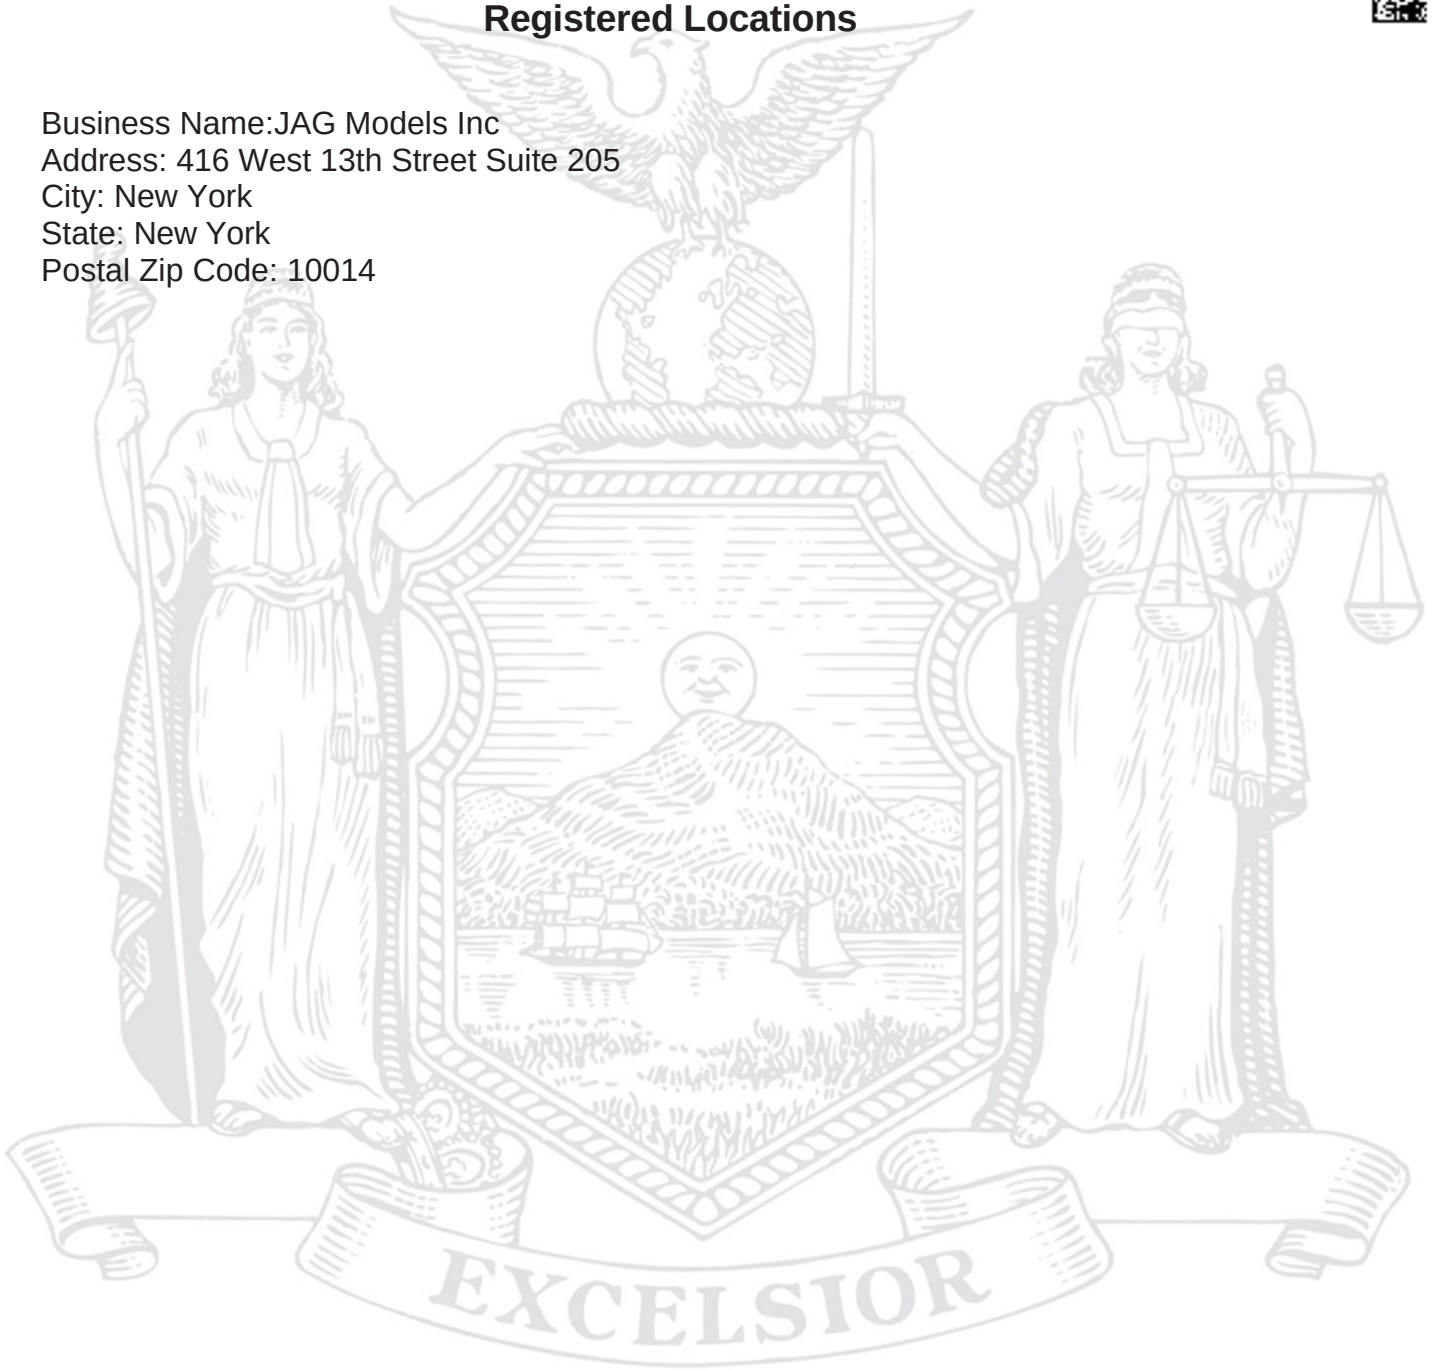 Registered Locations
Business Name:JAG Models Inc
Address: 416 West 13th Street Suite 205
City: New York
State: New York
Postal Zip Code: 10014
EXCELSIOR